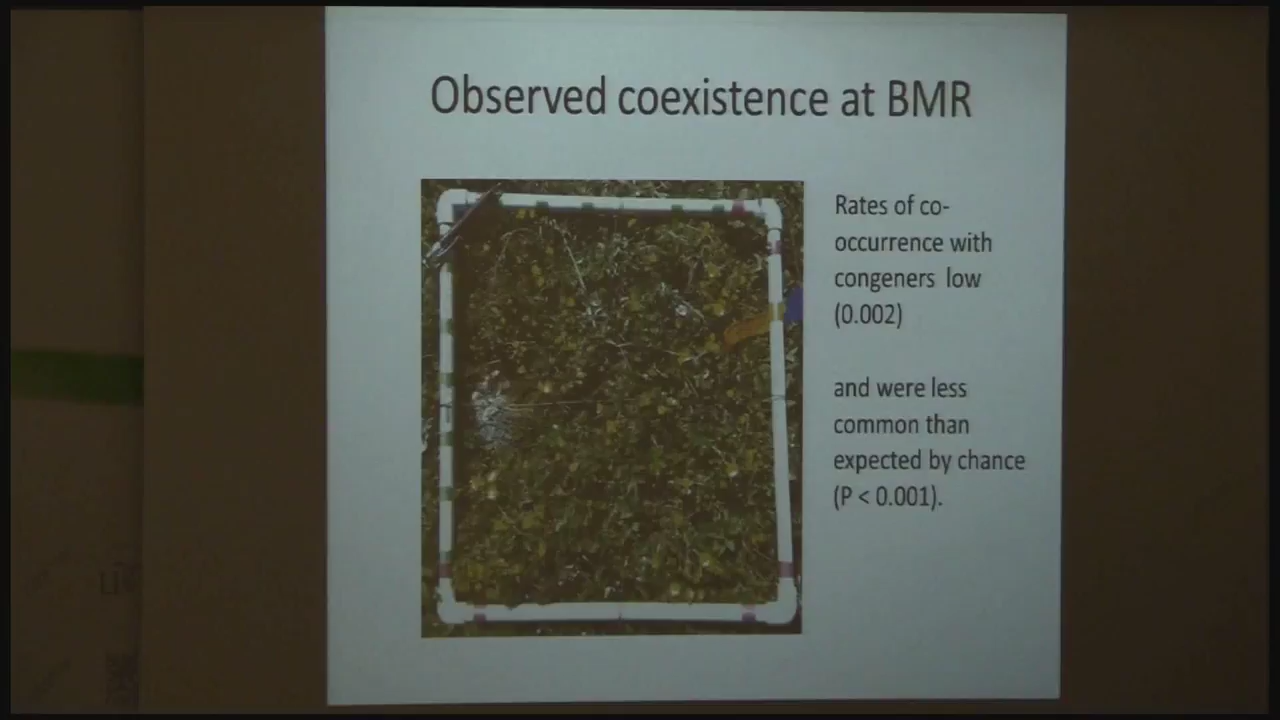 Observed coexistence at BMR
Rates of co-
occurrence with
congeners low
(0.002)
and were less
common than
expected by chance
(P < 0.001).